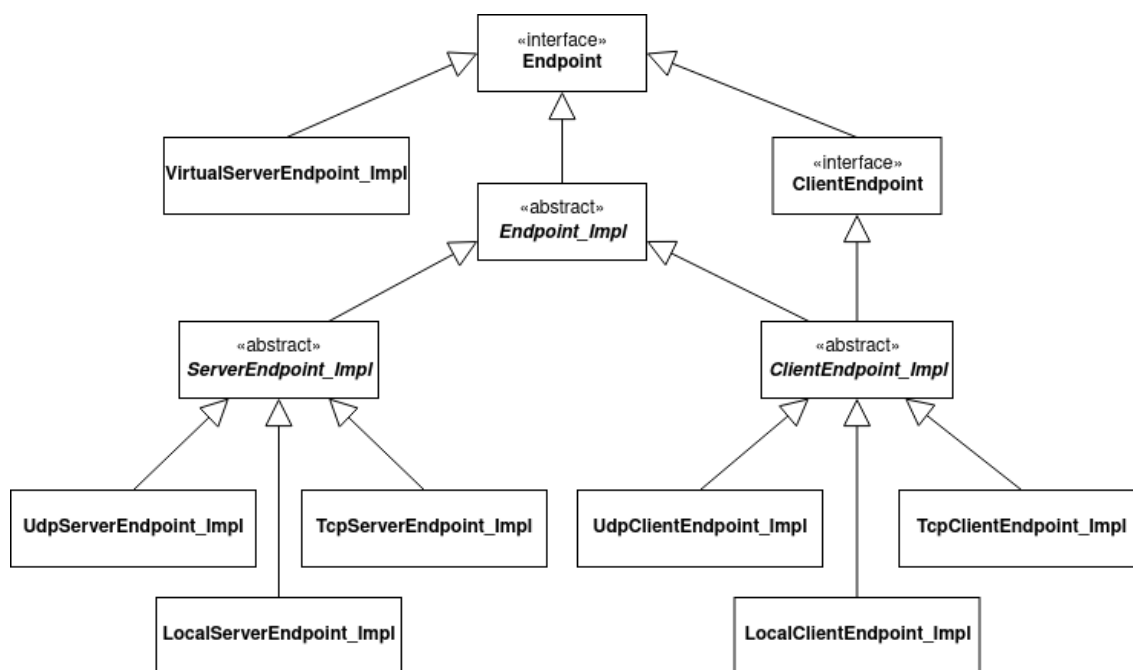 «interface»
Endpoint
VirtualServerEndpoint_Impl
«interface»
ClientEndpoint
«abstract»
Endpoint_Impl
«abstract»
ServerEndpoint_Impl
«abstract»
ClientEndpoint_Impl
UdpServerEndpoint_Impl
TcpServerEndpoint_Impl
UdpClientEndpoint_Impl
TcpClientEndpoint_Impl
LocalServerEndpoint_Impl
LocalClientEndpoint_Impl